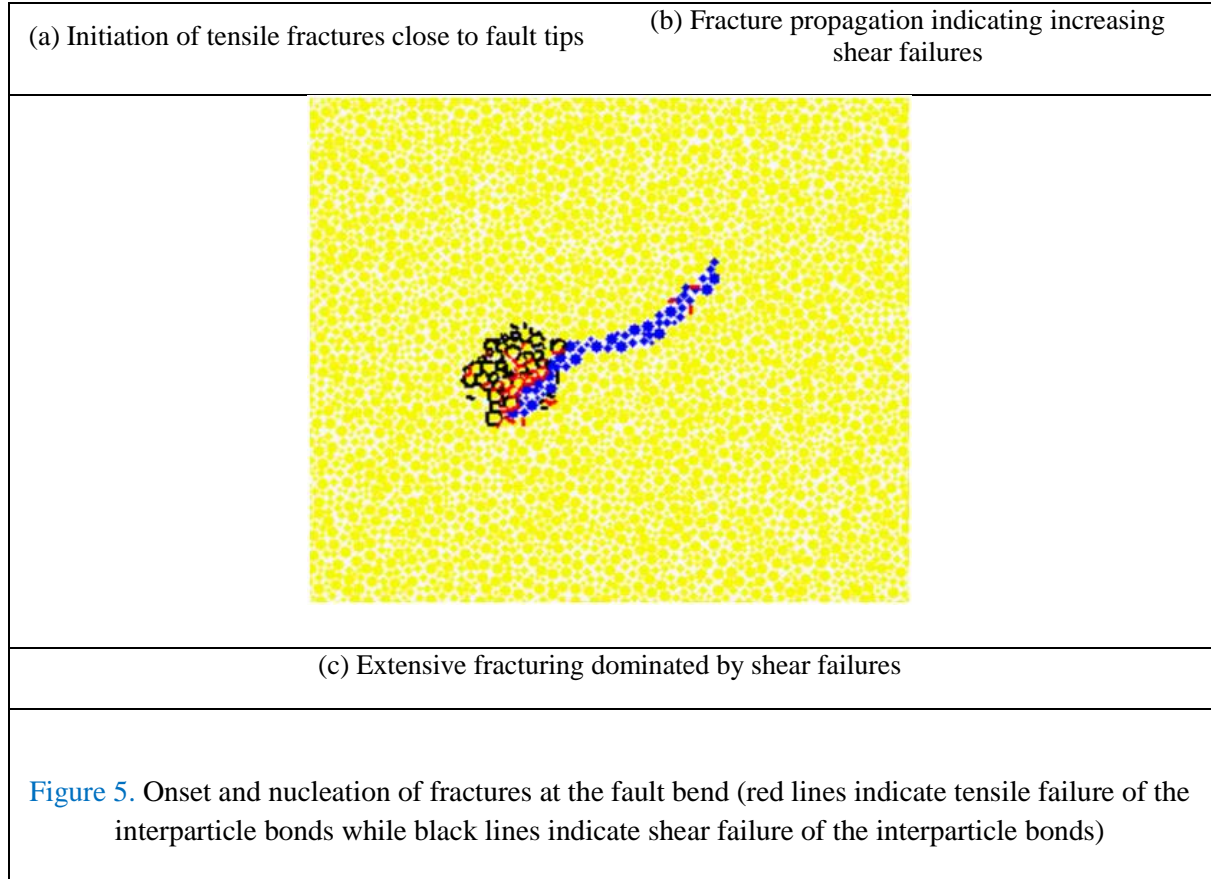 (a) Initiation of tensile fractures close to fault tips
(b) Fracture propagation indicating increasing
shear failures
(c) Extensive fracturing dominated by shear failures
Figure 5. Onset and nucleation of fractures at the fault bend (red lines indicate tensile failure of the
interparticle bonds while black lines indicate shear failure of the interparticle bonds)